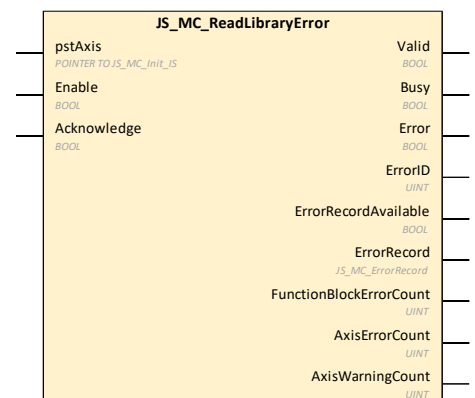 JS_MC_ReadLibraryError
pstAxis Valid
POINTER TO JS_MC_Init_IS BOOL
Enable Busy
BOOL BOOL
Acknowledge Error
BOOL BOOL
ErrorID
UINT
ErrorRecordAvailable
BOOL
ErrorRecord
JS_MC_ErrorRecord
FunctionBlockErrorCount
UINT
AxisErrorCount
UINT
AxisWarningCount
UINT